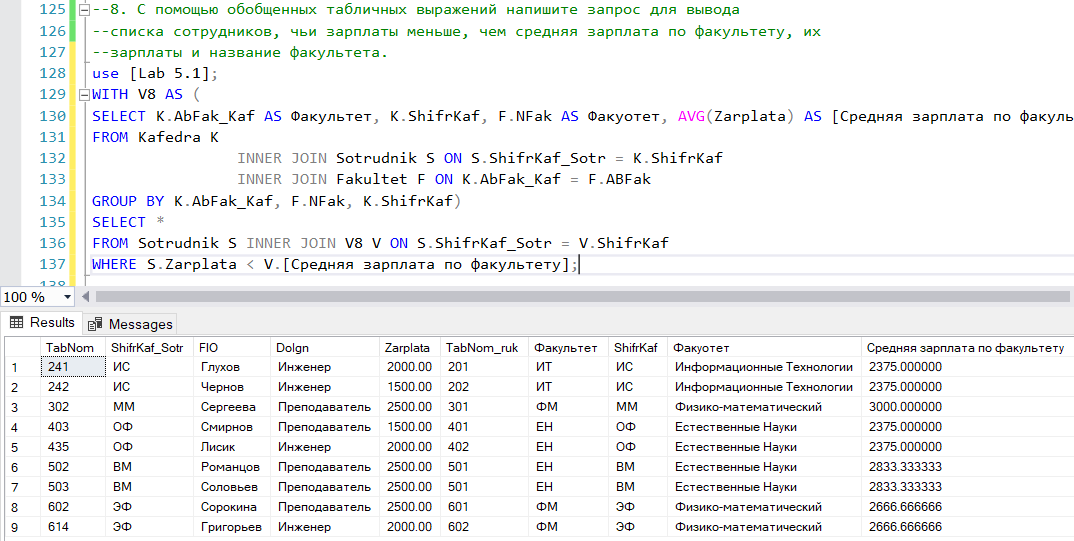 125 --8. С помощью обобщенных табличных выражений напишите запрос для вывода
126 --списка сотрудников, чьи зарплаты меньше, чем средняя зарплата по факультету, их
127 --зарплаты и название факультета.
128 use [Lab 5.1];
129 WITH V8 AS (
130 SELECT K.AbFak_Kaf AS Факультет, K.ShifrKaf, F.NFak AS Факуотет, AVG(Zarplata) AS [Средняя зарплата по факуль
131 FROM Kafedra K
132 INNER JOIN Sotrudnik S ON S.ShifrKaf_Sotr = K.ShifrKaf
133 INNER JOIN Fakultet F ON K.AbFak_Kaf = F.ABFak
134 GROUP BY K.AbFak_Kaf, F.NFak, K.ShifrKaf)
135 SELECT *
136 FROM Sotrudnik S INNER JOIN V8 V ON S.ShifrKaf_Sotr = V.ShifrKaf
137 WHERE S.Zarplata < V.[Средняя зарплата по факультету];
138
100 %
Results Messages
TabNom ShifrKaf_Sotr FIO Dolgn Zarplata TabNom_ruk Факультет ShifrKaf Факуотет Средняя зарплата по факультету
1 241 ИС Глухов Инженер 2000.00 201 ИТ ИС Информационные Технологии 2375.000000
2 242 ИС Чернов Инженер 1500.00 202 ИТ ИС Информационные Технологии 2375.000000
3 302 ММ Сергеева Преподаватель 2500.00 301 ФМ ММ Физико-математический 3000.000000
4 403 ОФ Смирнов Преподаватель 1500.00 401 ЕН ОФ Естественные Науки 2375.000000
5 435 ОФ Лисик Инженер 2000.00 402 ЕН ОФ Естественные Науки 2375.000000
6 502 ВМ Романцов Преподаватель 2500.00 501 ЕН ВМ Естественные Науки 2833.333333
7 503 ВМ Соловьев Преподаватель 2500.00 501 ЕН ВМ Естественные Науки 2833.333333
8 602 ЭФ Сорокина Преподаватель 2500.00 601 ФМ ЭФ Физико-математический 2666.666666
9 614 ЭФ Григорьев Инженер 2000.00 602 ФМ ЭФ Физико-математический 2666.666666